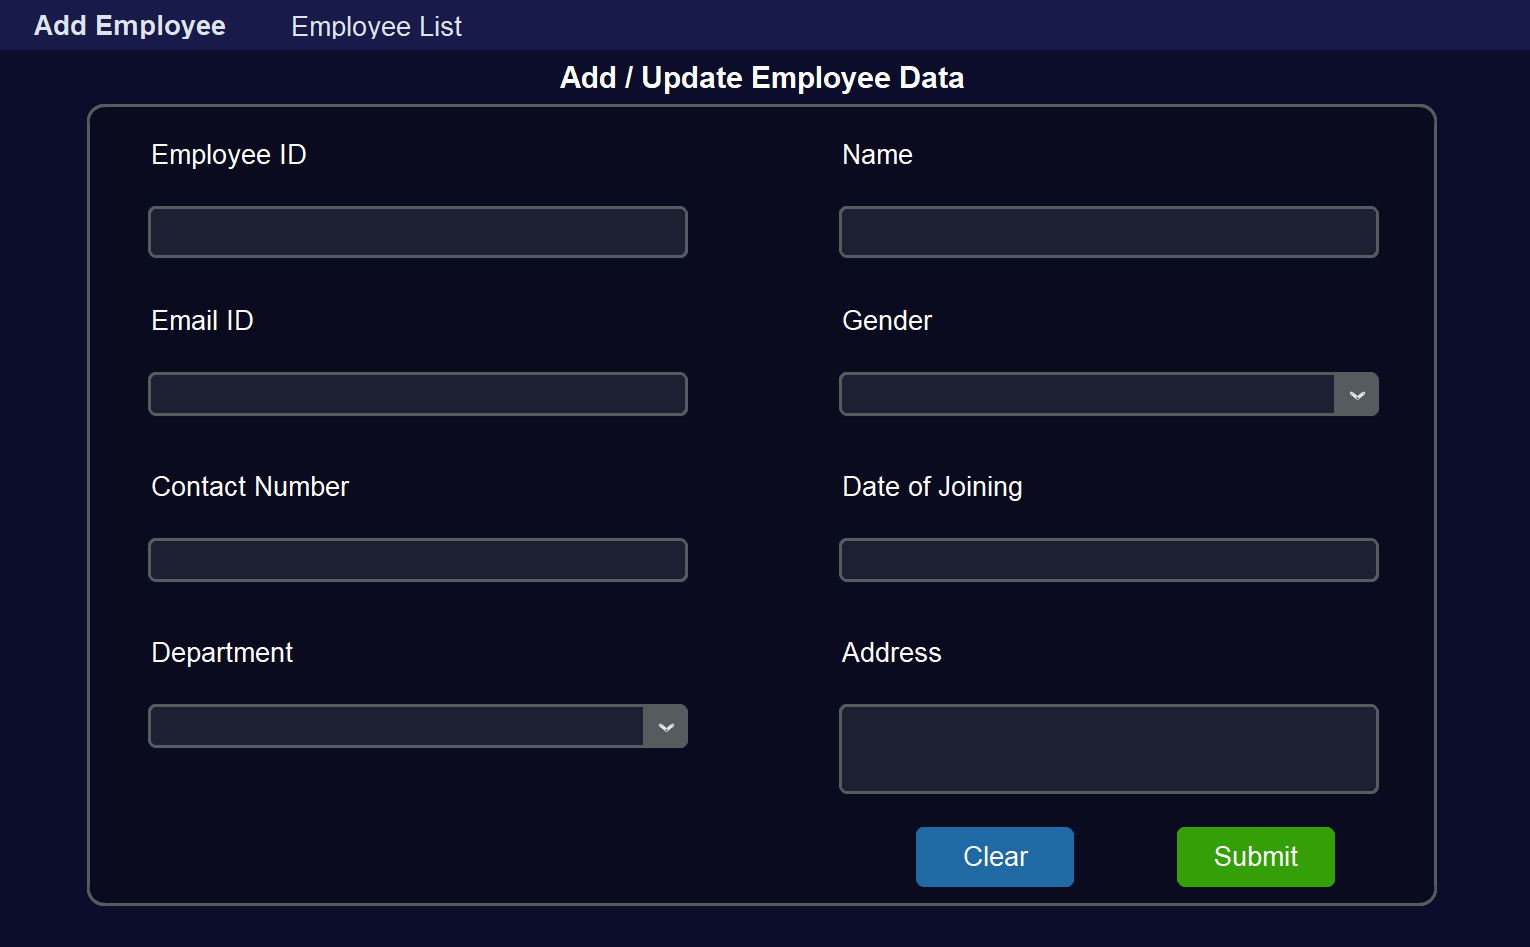 Add Employee Employee List
Add / Update Employee Data
Employee ID
Name
Email ID
Gender
Contact Number
Date of Joining
Department
Address
Clear
Submit